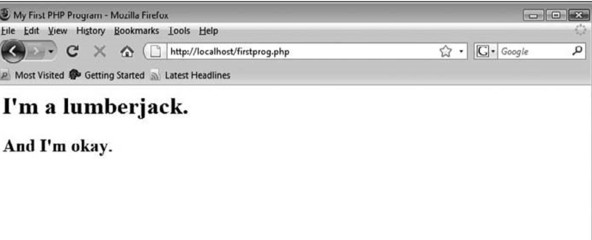 My First PHP Program - Mozilla Firefox
File Edit View History Bookmarks Tools Help
http://localhost/firstprog.php
G Google
Most Visited Getting Started Latest Headlines
I'm a lumberjack.
And I'm okay.